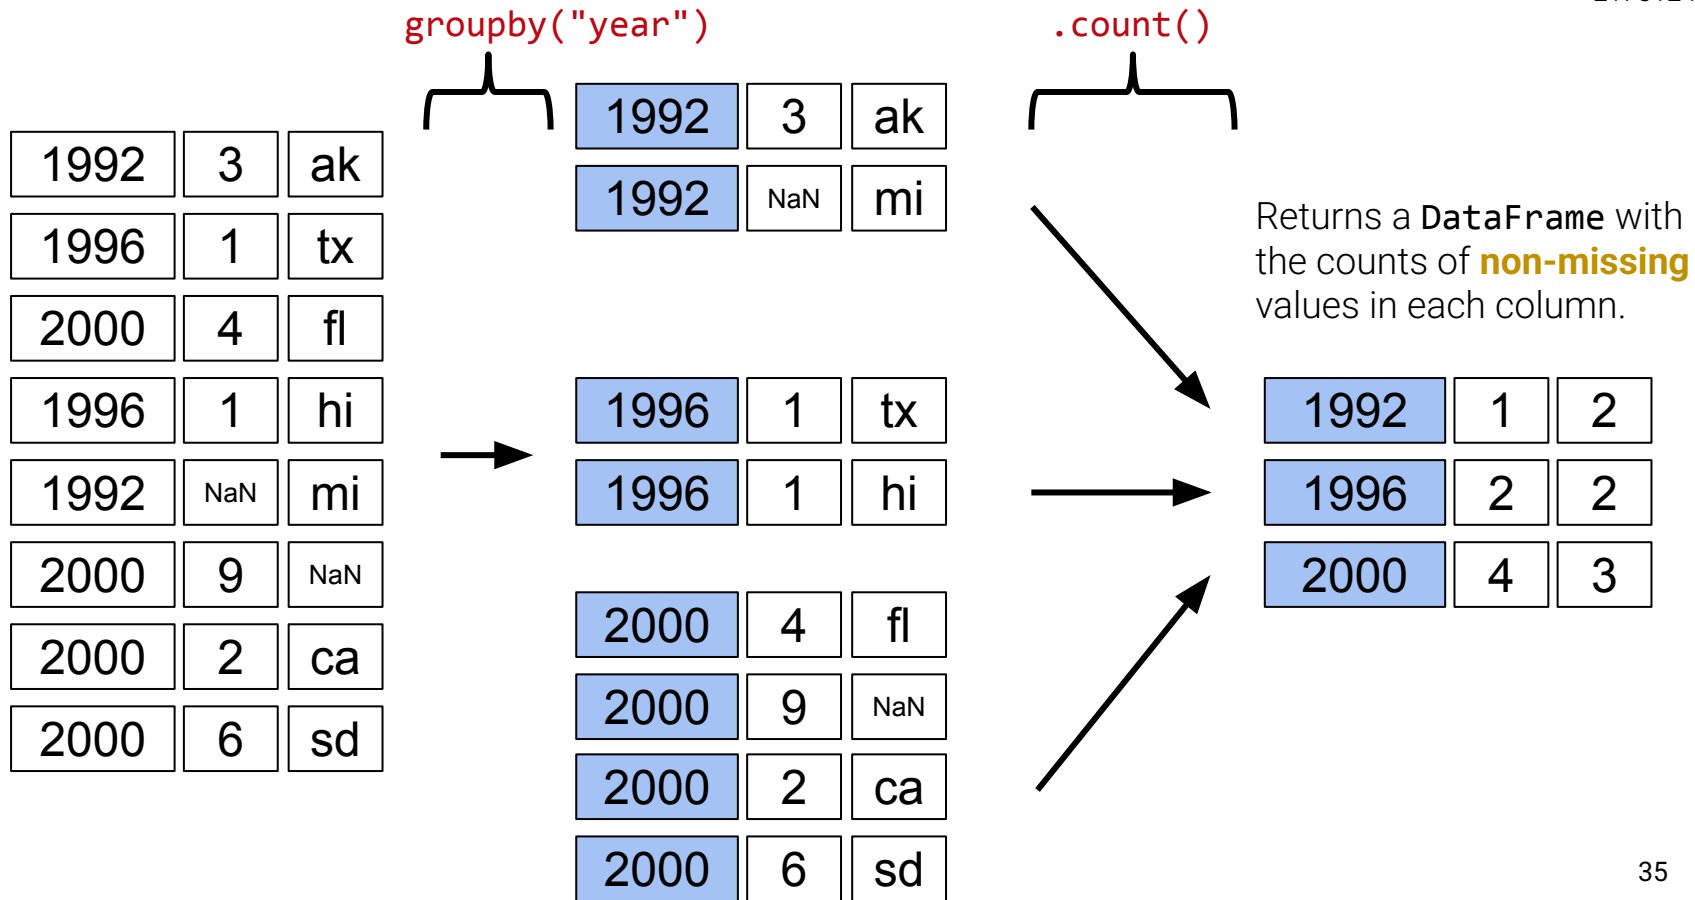 groupby("year")
.count()
1992 3 ak
1996 1 tx
2000 4 fl
1996 1 hi
1992 NaN mi
2000 9 NaN
2000 2 ca
2000 6 sd
1992 3 ak
1992 NaN mi
1996 1 tx
1996 1 hi
2000 4 fl
2000 9 NaN
2000 2 ca
2000 6 sd
Returns a DataFrame with
the counts of non-missing
values in each column.
1992 1 2
1996 2 2
2000 4 3
35